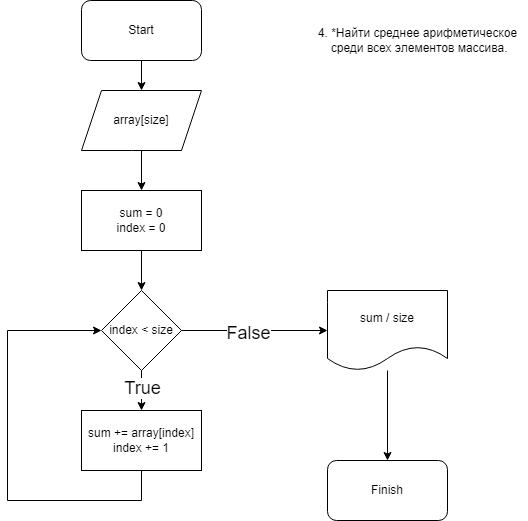 Start
4. *Найти среднее арифметическое
среди всех элементов массива.
array[size]
sum = 0
index = 0
index < size
False
sum / size
True
sum += array[index]
index += 1
Finish